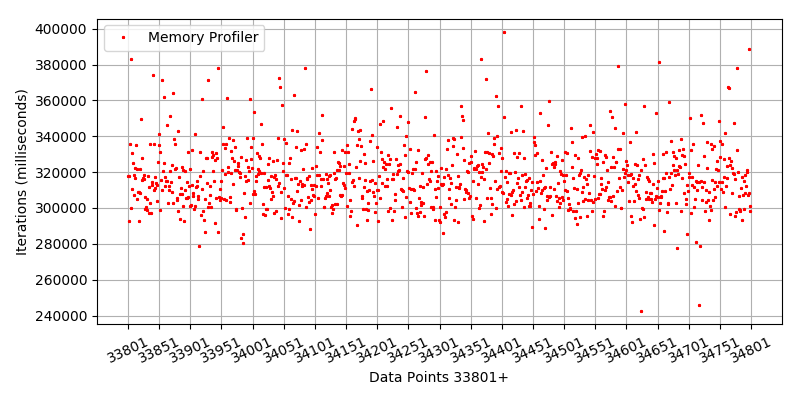 Memory Profiler
400000
380000
360000
340000
320000
300000
280000
260000
240000
Iterations (milliseconds)
33801 33851 33901 33951 34001 34051 34101 34151 34201 34251 34301 34351 34401 34451 34501 34551 34601 34651 34701 34751 34801
Data Points 33801+